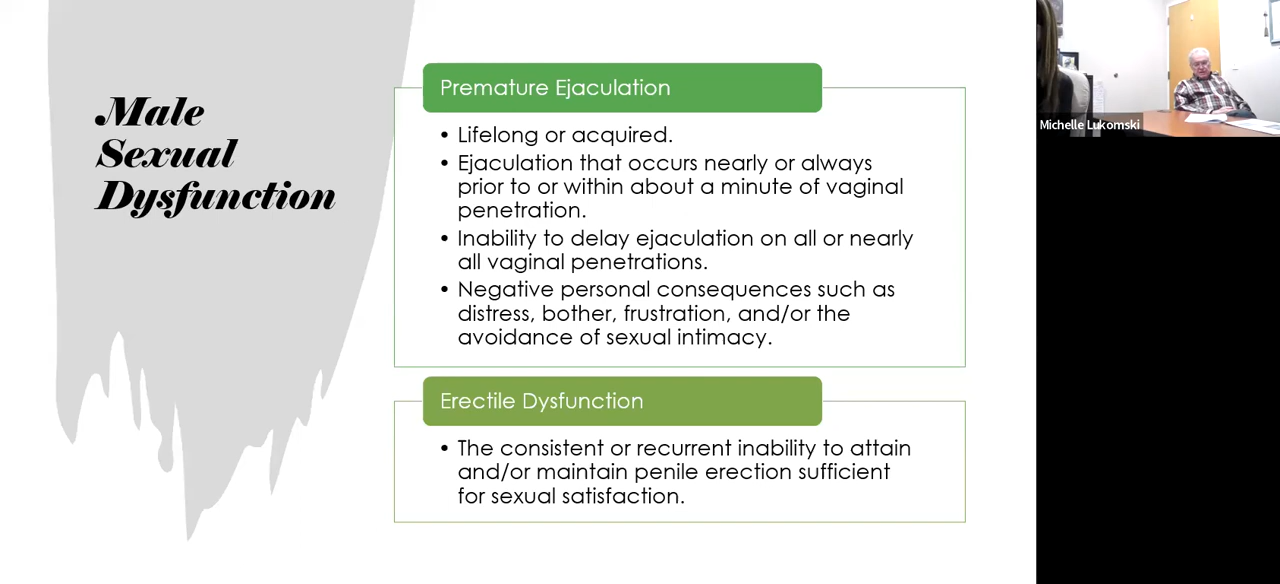 Male
Sexual
Dysfunction
Premature Ejaculation
• Lifelong or acquired.
• Ejaculation that occurs nearly or always
prior to or within about a minute of vaginal
penetration.
• Inability to delay ejaculation on all or nearly
all vaginal penetrations.
• Negative personal consequences such as
distress, bother, frustration, and/or the
avoidance of sexual intimacy.
Erectile Dysfunction
• The consistent or recurrent inability to attain
and/or maintain penile erection sufficient
for sexual satisfaction.
Michelle Lukomski